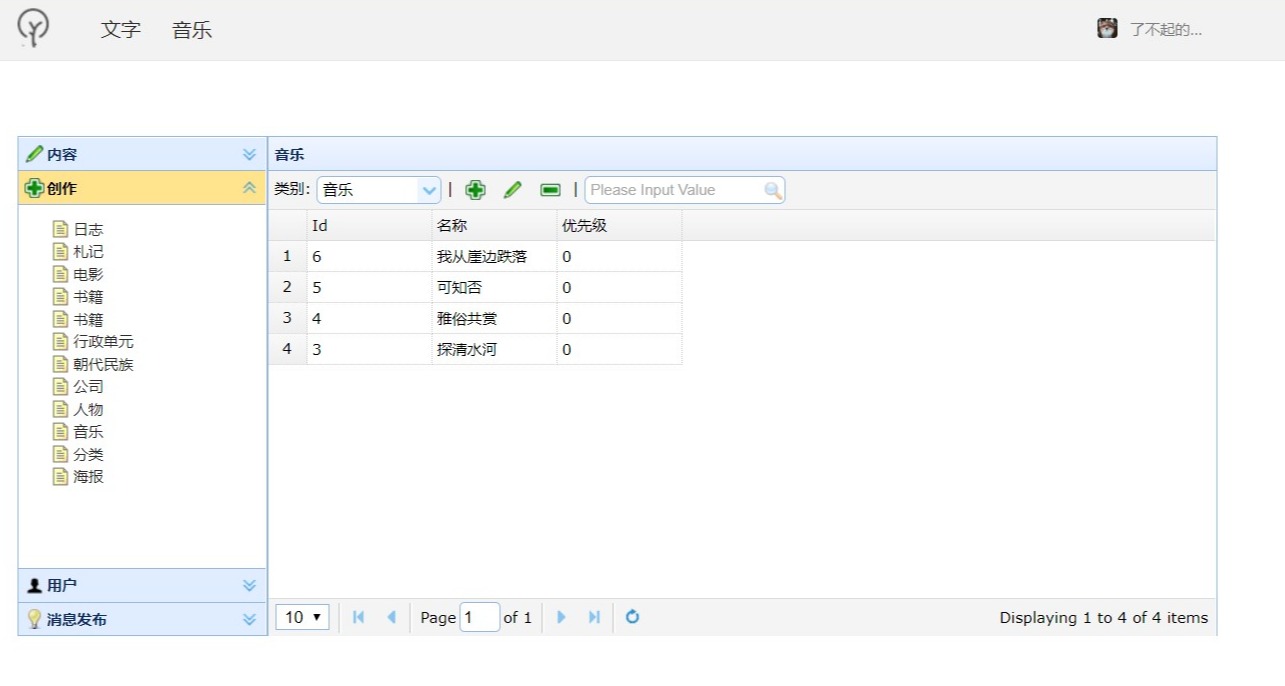 文字 音乐 了不起的...
内容
创作
日志
札记
电影
书籍
书籍
行政单元
朝代民族
公司
人物
音乐
分类
海报
用户
消息发布
音乐
类别: 音乐 | | Please Input Value
Id 名称 优先级
1 6 我从崖边跌落 0
2 5 可知否 0
3 4 雅俗共赏 0
4 3 探清水河 0
10 Page 1 of 1 Displaying 1 to 4 of 4 items